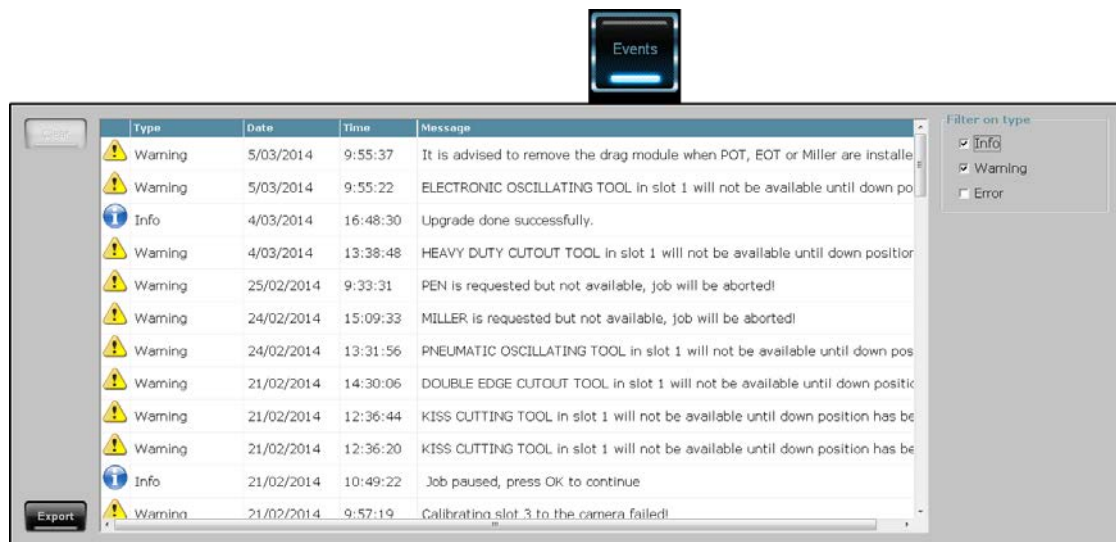 Events
Clear
Type Date Time Message
Warning 5/03/2014 9:55:37 It is advised to remove the drag module when POT, EOT or Miller are installe
Warning 5/03/2014 9:55:22 ELECTRONIC OSCILLATING TOOL in slot 1 will not be available until down po
Info 4/03/2014 16:48:30 Upgrade done successfully.
Warning 4/03/2014 13:38:48 HEAVY DUTY CUTOUT TOOL in slot 1 will not be available until down position
Warning 25/02/2014 9:33:31 PEN is requested but not available, job will be aborted!
Warning 24/02/2014 15:09:33 MILLER is requested but not available, job will be aborted!
Warning 24/02/2014 13:31:56 PNEUMATIC OSCILLATING TOOL in slot 1 will not be available until down pos
Warning 21/02/2014 14:30:06 DOUBLE EDGE CUTOUT TOOL in slot 1 will not be available until down positic
Warning 21/02/2014 12:36:44 KISS CUTTING TOOL in slot 1 will not be available until down position has be
Warning 21/02/2014 12:36:20 KISS CUTTING TOOL in slot 1 will not be available until down position has be
Info 21/02/2014 10:49:22 Job paused, press OK to continue
Warning 21/02/2014 9:57:19 Calibrating slot 3 to the camera failed!
Export
Filter on type
Info
Warning
Error